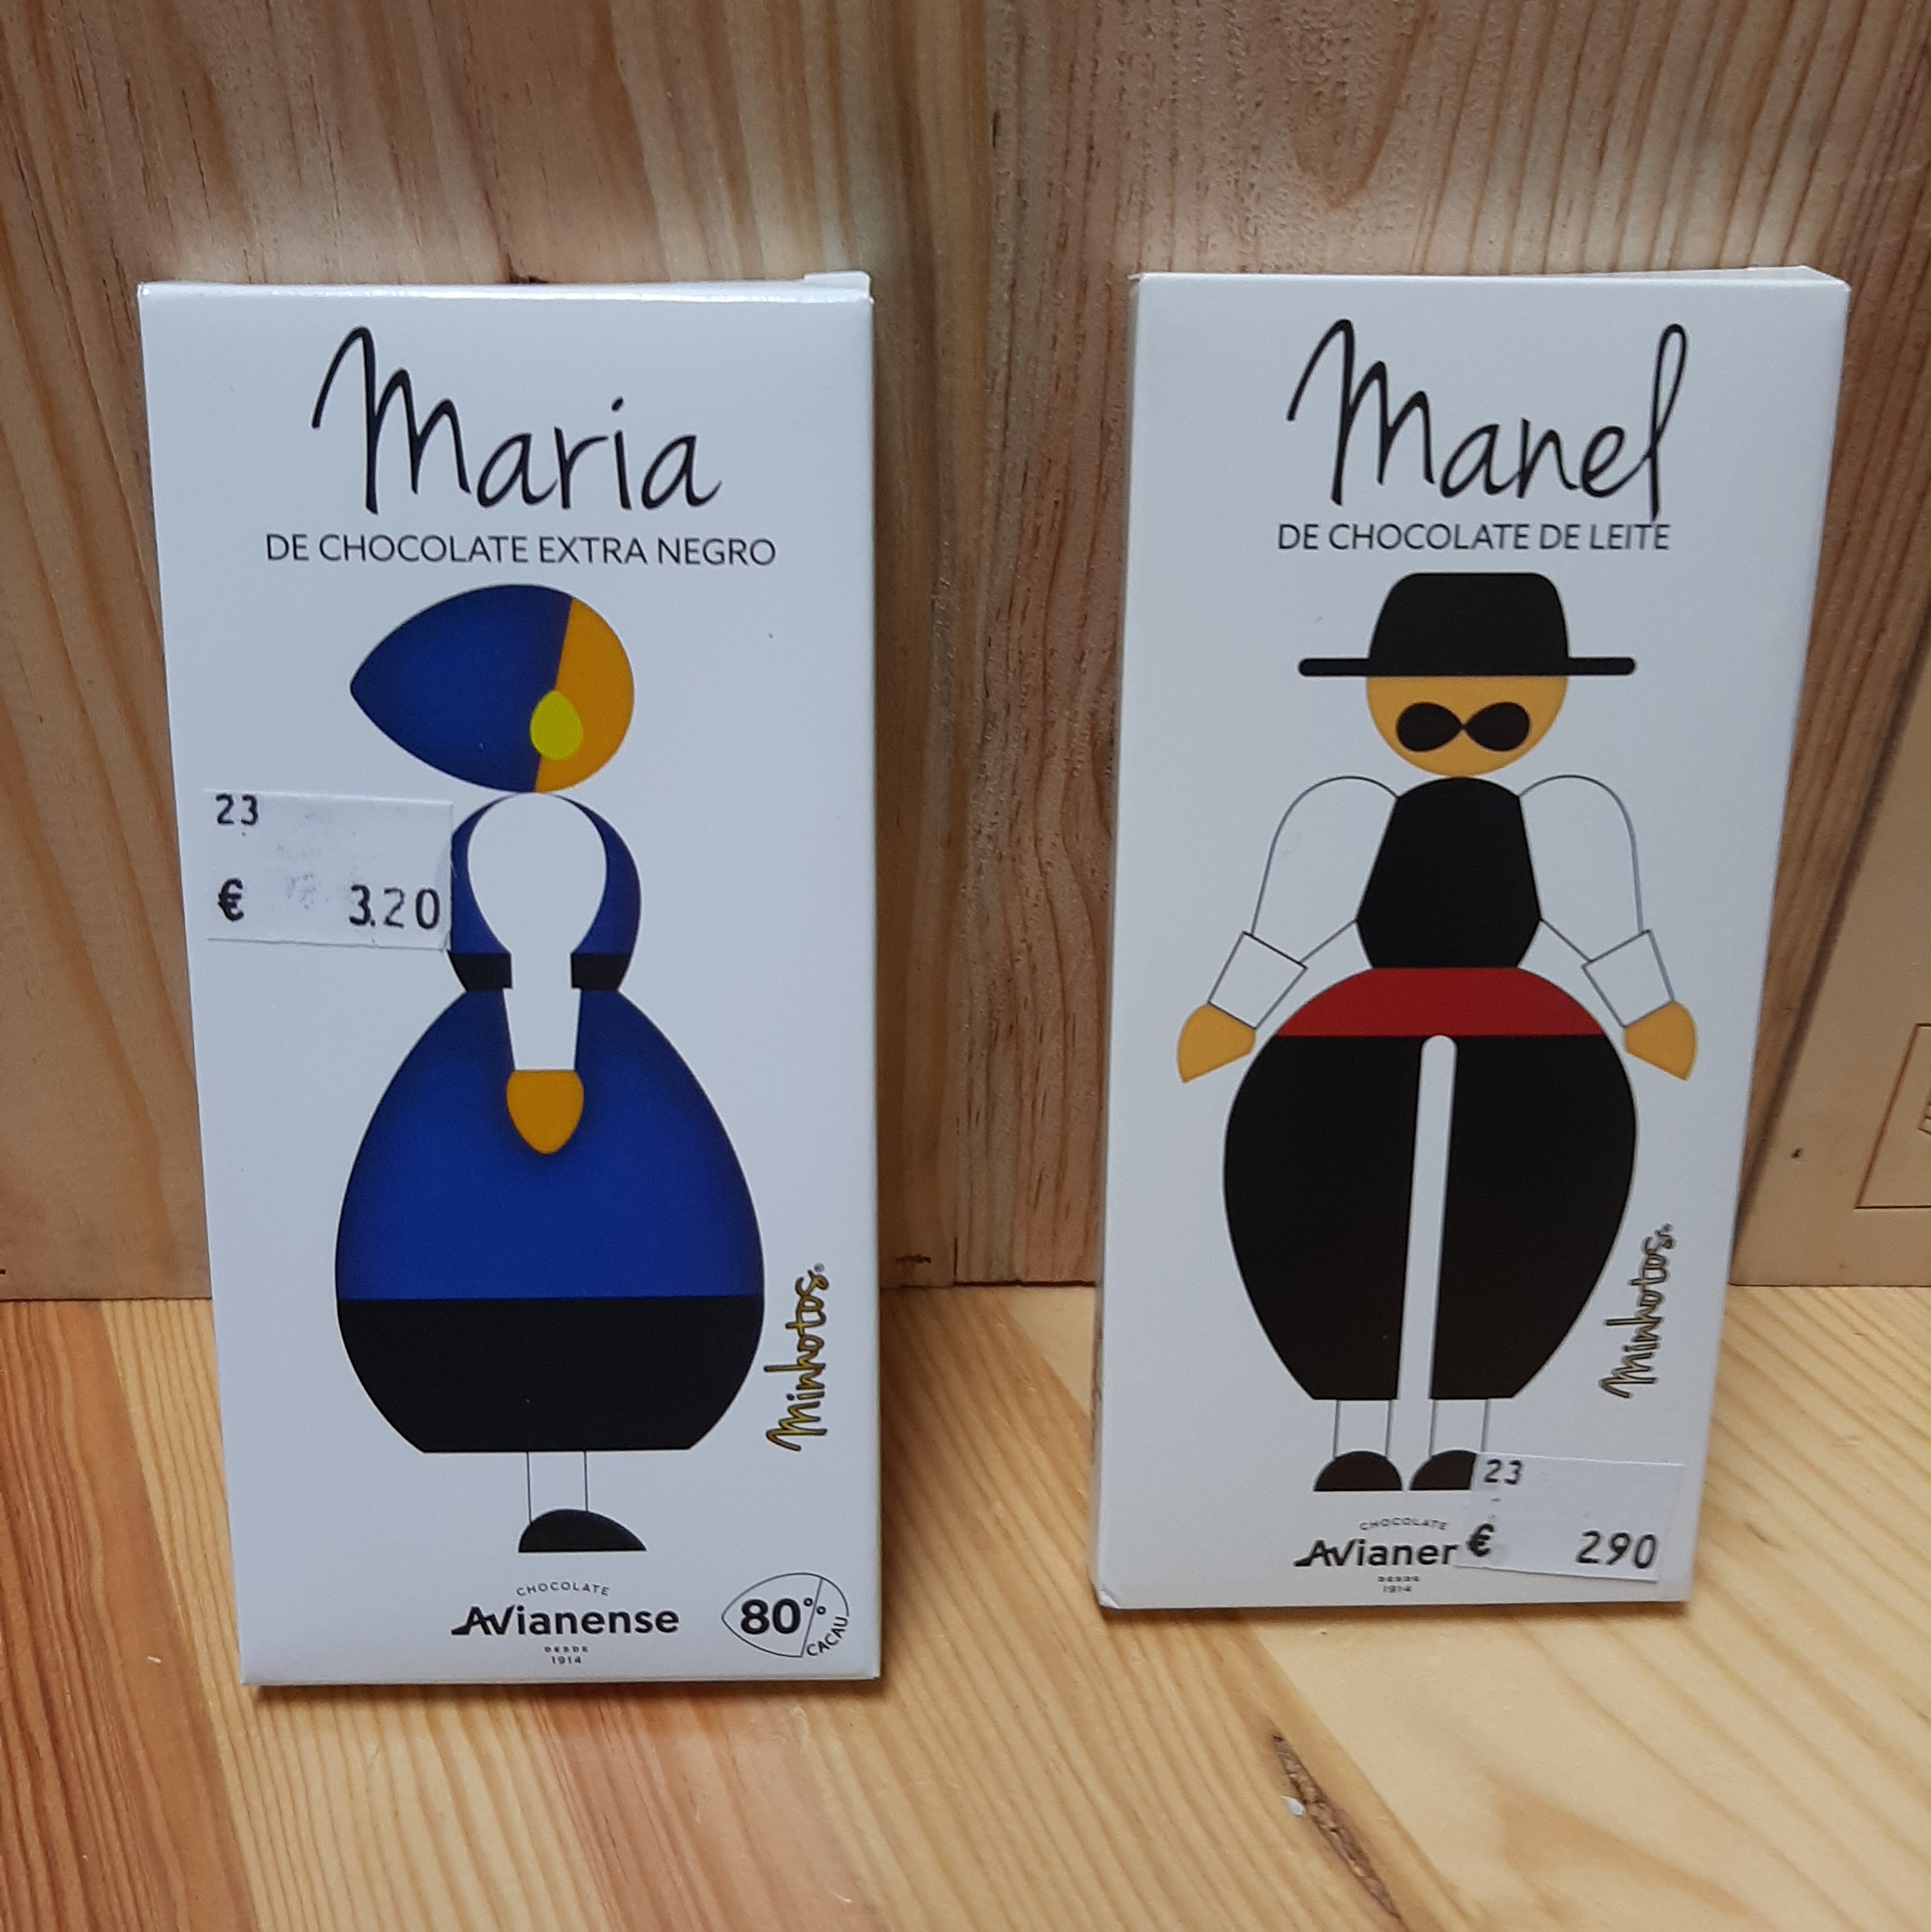 Maria
DE CHOCOLATE EXTRA NEGRO
23
€ 3.20
Minhotos®
CHOCOLATE
Avianense
DESDE
1914
80%
CACAU
Manel
DE CHOCOLATE DE LEITE
Minhotos®
23
€ 290
CHOCOLATE
Avianen
DESDE
1914